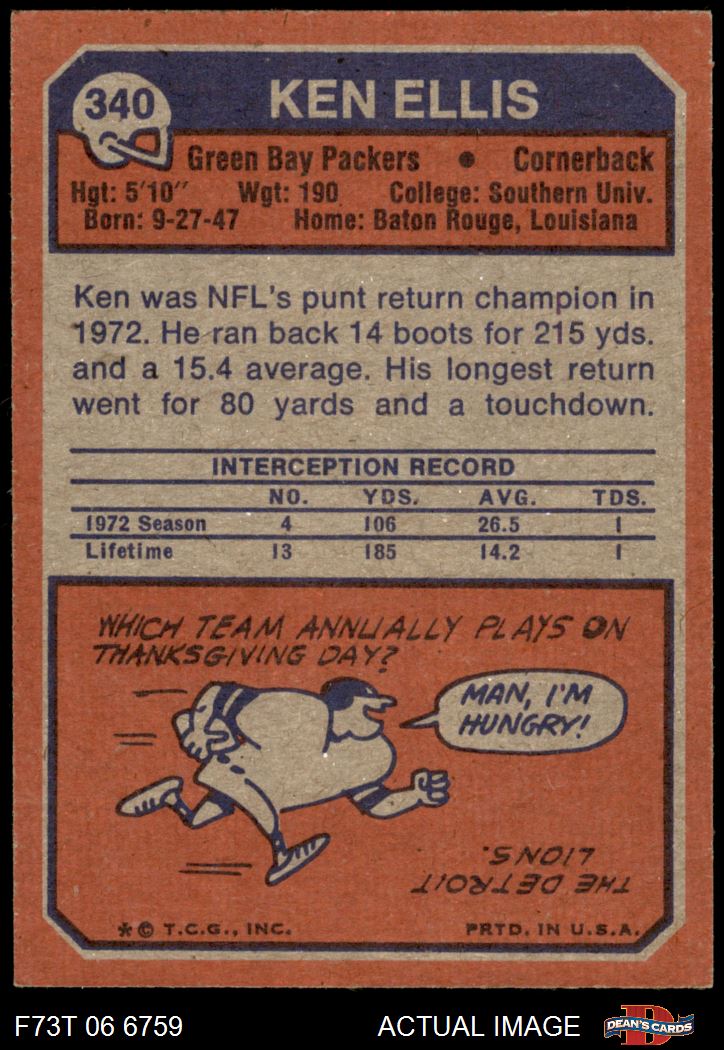 340
KEN ELLIS
Green Bay Packers • Cornerback
Hgt: 5'10" Wgt: 190 College: Southern Univ.
Born: 9-27-47 Home: Baton Rouge, Louisiana
Ken was NFL's punt return champion in
1972. He ran back 14 boots for 215 yds.
and a 15.4 average. His longest return
went for 80 yards and a touchdown.
INTERCEPTION RECORD
NO. YDS. AVG. TDS.
1972 Season 4 106 26.5 1
Lifetime 13 185 14.2 1
WHICH TEAM ANNUALLY PLAYS ON
THANKSGIVING DAY?
MAN, I'M
HUNGRY!
THE DETROIT
LIONS.
* © T.C.G., INC. PRTD. IN U.S.A.
F73T 06 6759 ACTUAL IMAGE
D
DEAN'S CARDS